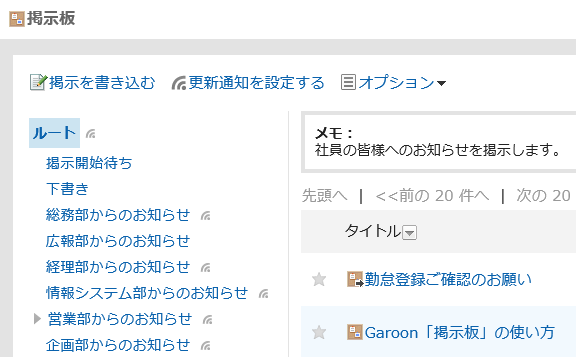 掲示板
掲示を書き込む 更新通知を設定する オプション
ルート
掲示開始待ち
下書き
総務部からのお知らせ
広報部からのお知らせ
経理部からのお知らせ
情報システム部からのお知らせ
営業部からのお知らせ
企画部からのお知らせ
メモ：
社員の皆様へのお知らせを掲示します。
先頭へ | <<前の 20 件へ | 次の 20
タイトル
勤怠登録ご確認のお願い
Garoon「掲示板」の使い方